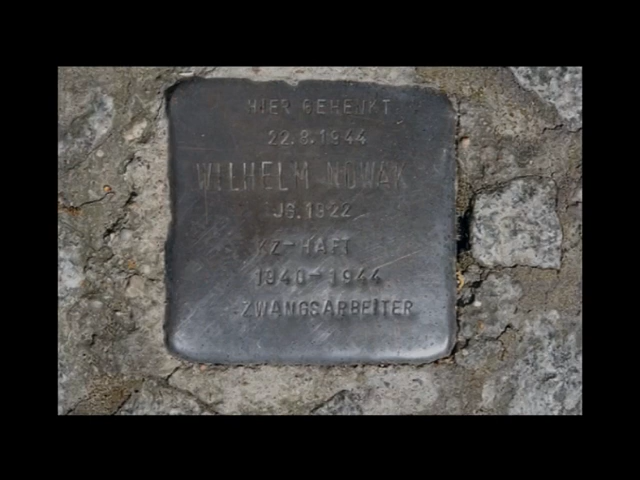 HIER GEHENKT
22.8.1944
WILHELM NOWAK
JG.1922
KZ-HAFT
1940-1944
ZWANGSARBEITER